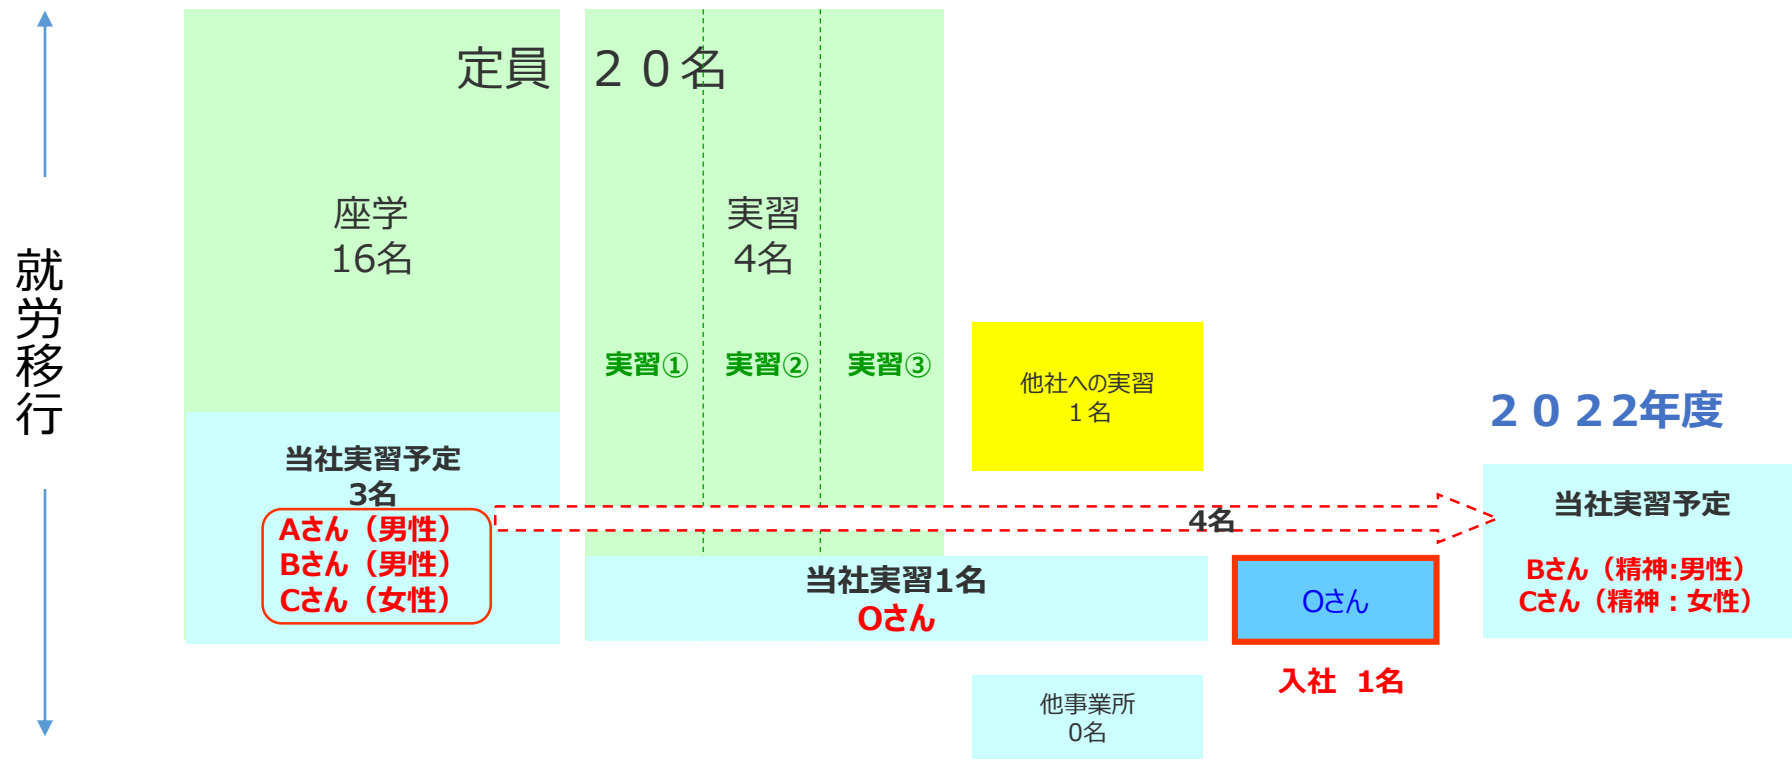 就労移行
定員　２０名
座学
16名
実習
4名
実習①
実習②
実習③
他社への実習
１名
２０２2年度
当社実習予定
3名
Aさん（男性）
Bさん（男性）
Cさん（女性）
4名
当社実習予定
Bさん（精神:男性）
Cさん（精神：女性）
当社実習1名
Oさん
Oさん
入社 1名
他事業所
0名